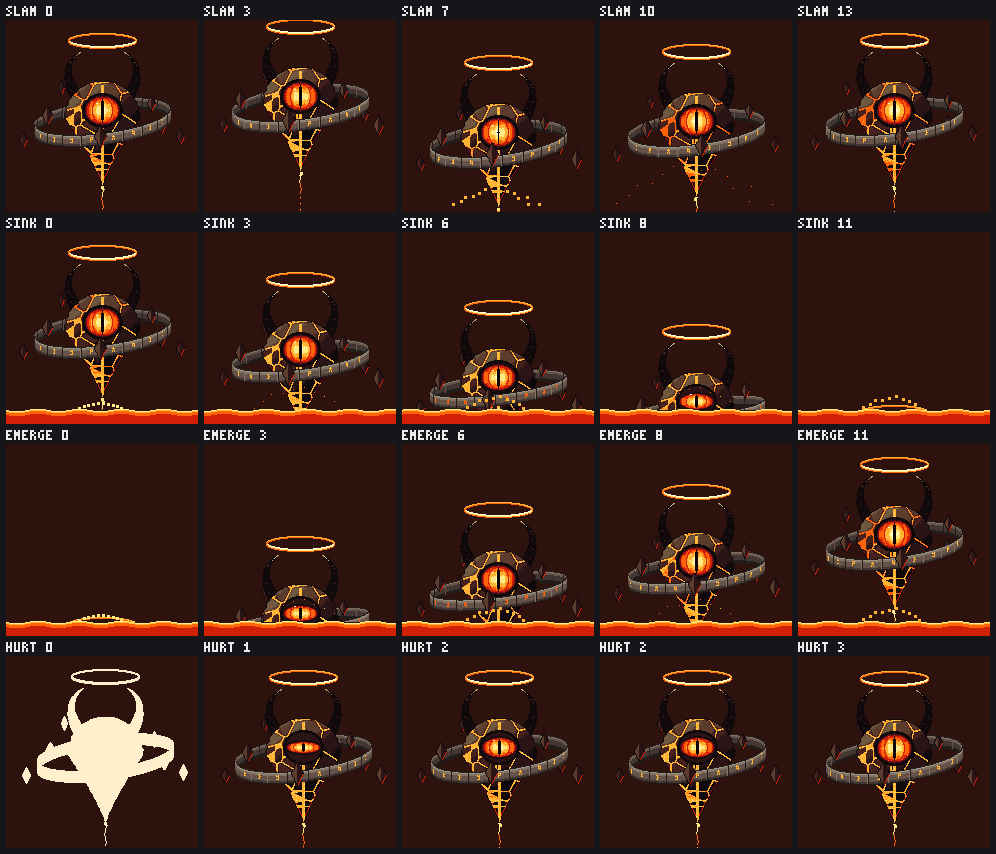 SLAM 0 SLAM 3 SLAM 7 SLAM 10 SLAM 13
SINK 0 SINK 3 SINK 6 SINK 8 SINK 11
EMERGE 0 EMERGE 3 EMERGE 6 EMERGE 8 EMERGE 11
HURT 0 HURT 1 HURT 2 HURT 2 HURT 3